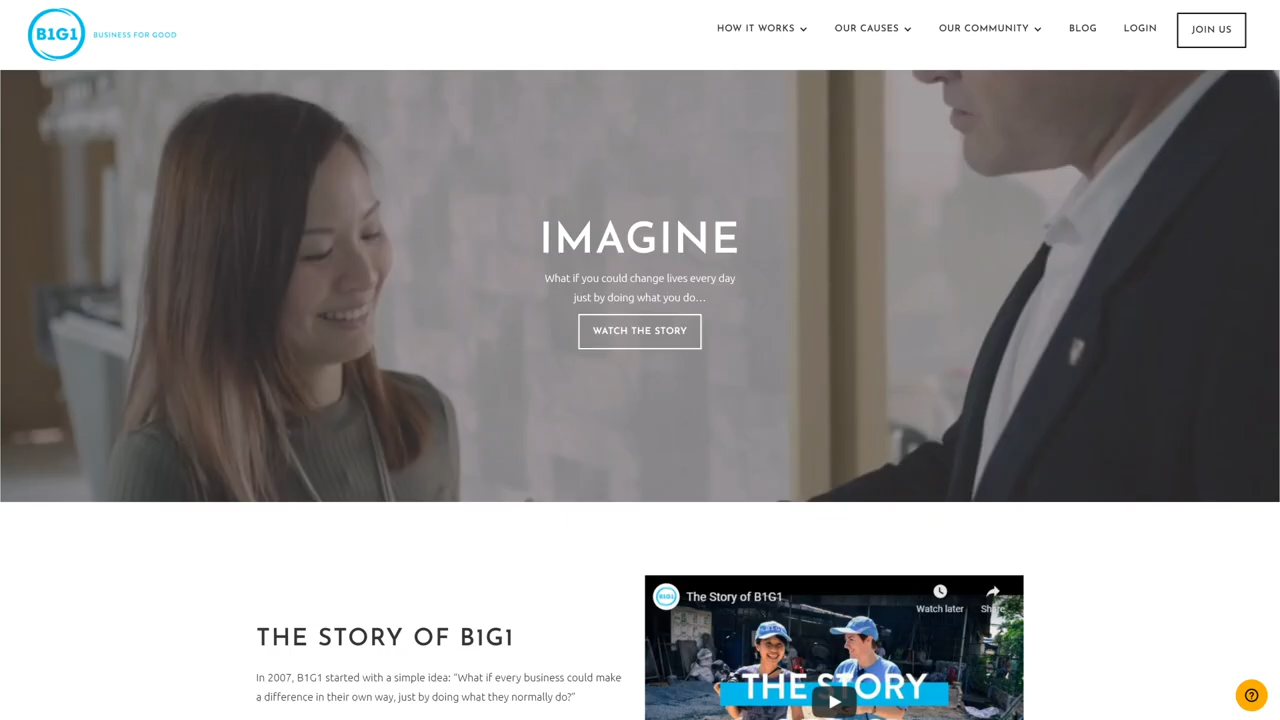 B1G1 BUSINESS FOR GOOD
HOW IT WORKS
OUR CAUSES
OUR COMMUNITY
BLOG
LOGIN
JOIN US
IMAGINE
What if you could change lives every day
just by doing what you do...
WATCH THE STORY
THE STORY OF B1G1
In 2007, B1G1 started with a simple idea: “What if every business could make
a difference in their own way, just by doing what they normally do?”
B1G1
The Story of B1G1
Watch later
Share
THE STORY